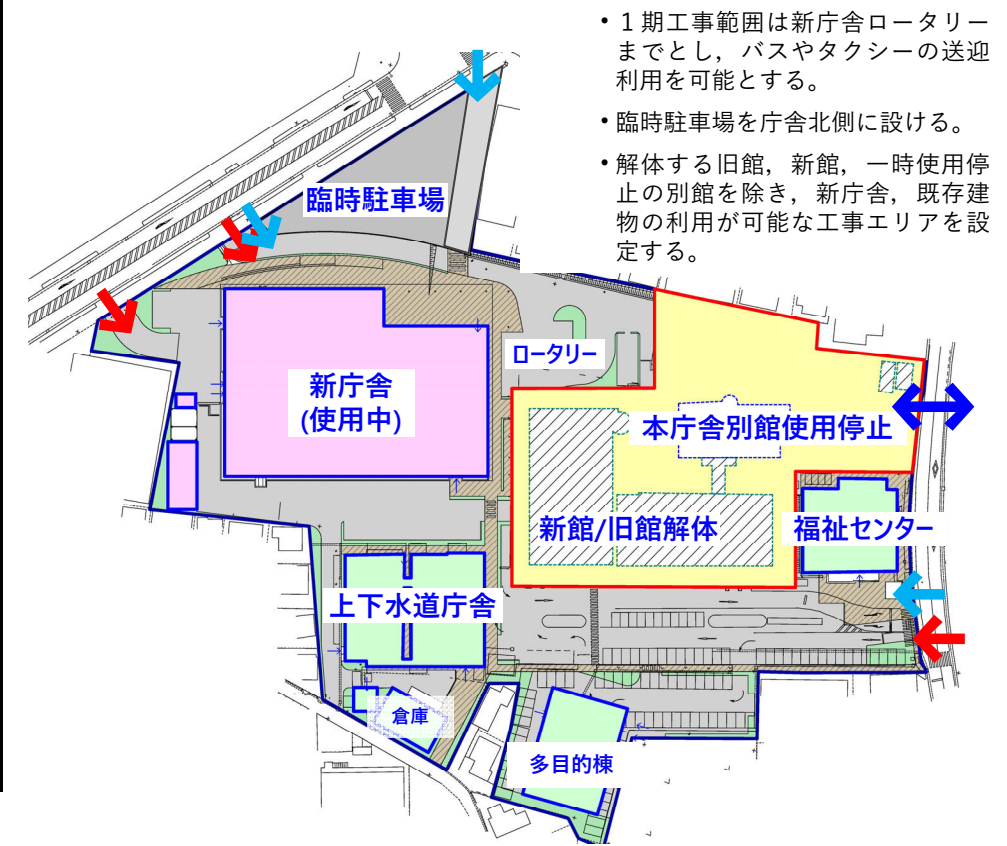 • １期工事範囲は新庁舎ロータリー
までとし，バスやタクシーの送迎
利用を可能とする。
• 臨時駐車場を庁舎北側に設ける。
• 解体する旧館，新館，一時使用停
止の別館を除き，新庁舎，既存建
物の利用が可能な工事エリアを設
定する。
臨時駐車場
ロータリー
新庁舎
(使用中)
本庁舎別館使用停止
新館/旧館解体
福祉センター
上下水道庁舎
倉庫
多目的棟